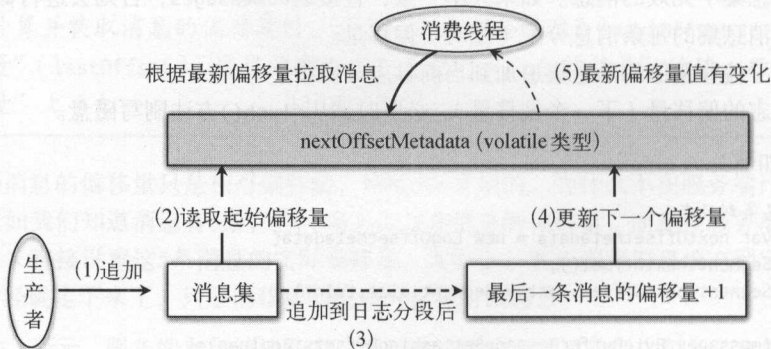 消费线程
根据最新偏移量拉取消息
(5)最新偏移量值有变化
nextOffsetMetadata (volatile类型)
(2)读取起始偏移量
(4)更新下一个偏移量
生产者
(1)追加
消息集
追加到日志分段后
(3)
最后一条消息的偏移量+1